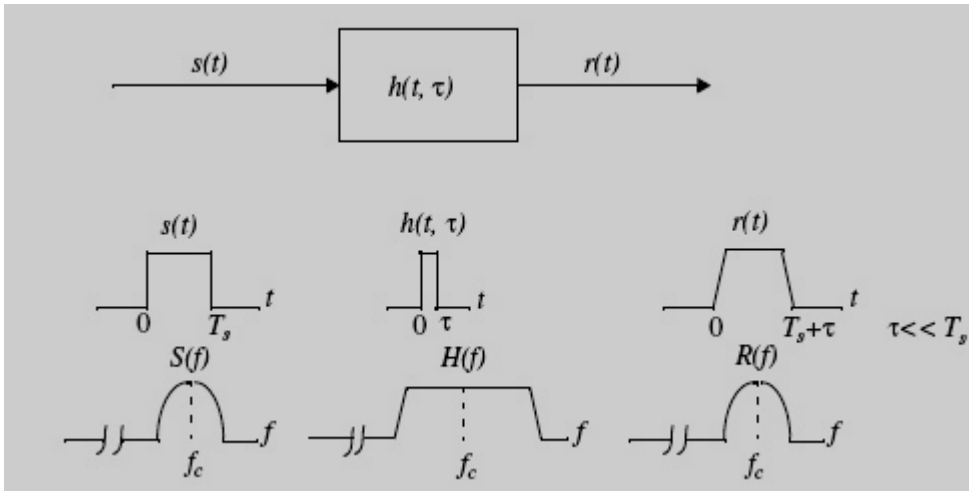 s(t) h(t, τ) r(t)
s(t) h(t, τ) r(t)
t t t
0 T_s 0 τ 0 T_s+τ τ<< T_s
S(f) H(f) R(f)
f f f
f_c f_c f_c